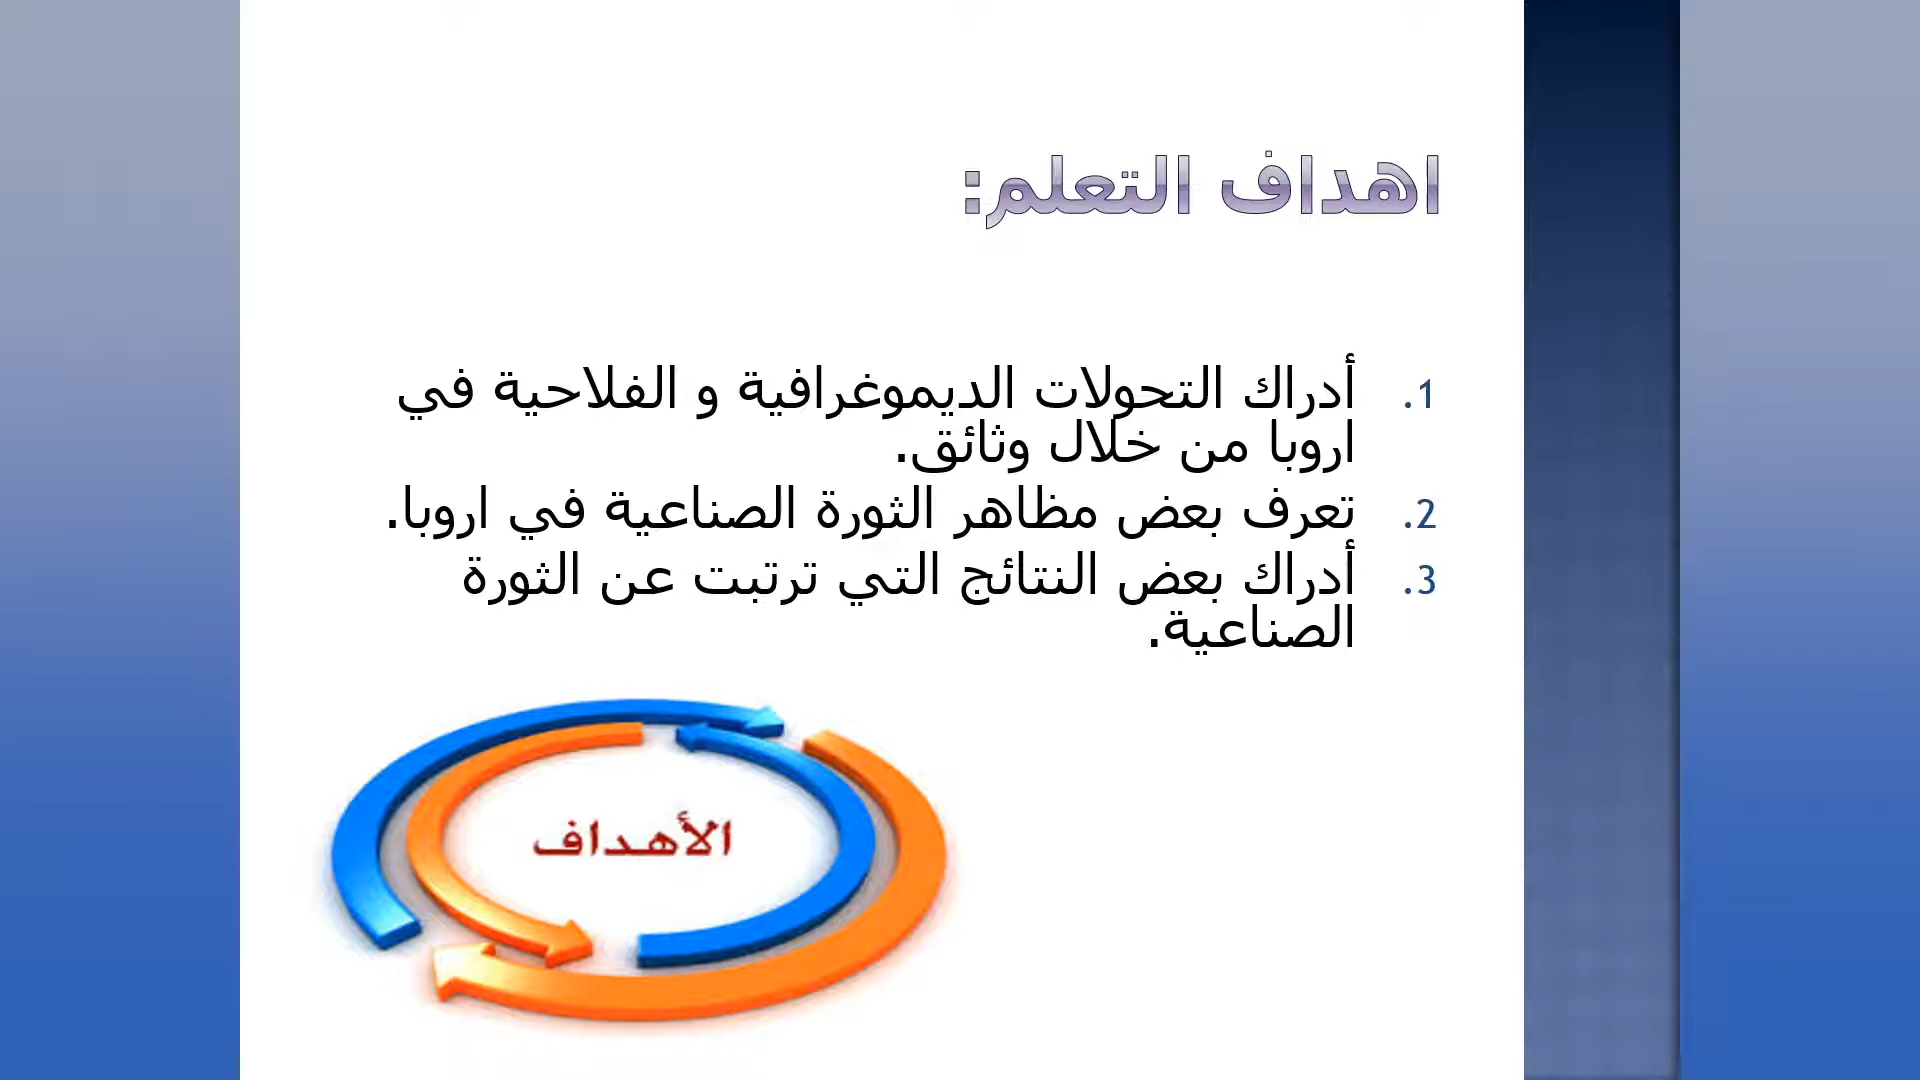 اهداف التعلم:
1. أدراك التحولات الديموغرافية و الفلاحية في
اروبا من خلال وثائق.
2. تعرف بعض مظاهر الثورة الصناعية في اروبا.
3. أدراك بعض النتائج التي ترتبت عن الثورة
الصناعية.
الأهداف